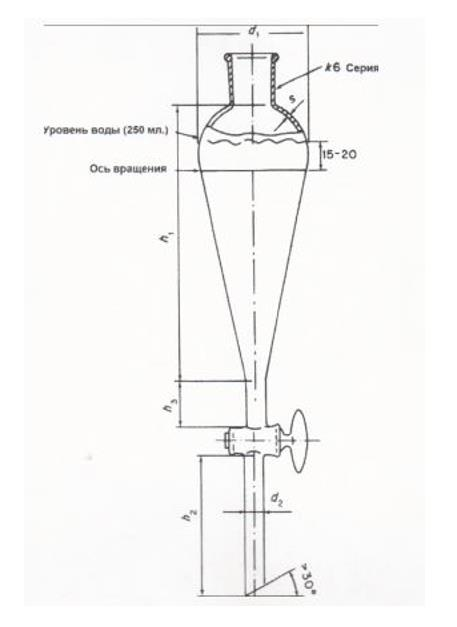 d₁
k6 Серия
s
Уровень воды (250 мл.)
15-20
Ось вращения
h₁
h₃
d₂
h₂
~30°